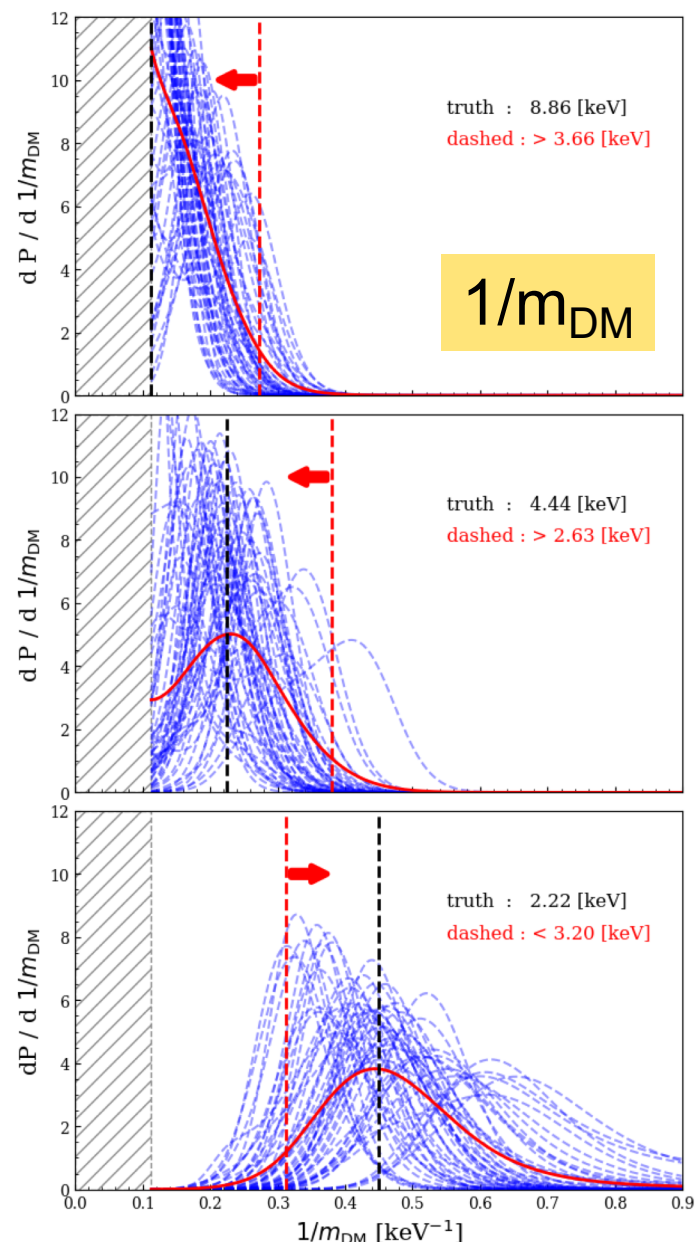 12
10
8
6
4
2
0
d P / d 1/m_DM
truth : 8.86 [keV]
dashed : > 3.66 [keV]
1/m_DM
12
10
8
6
4
2
0
d P / d 1/m_DM
truth : 4.44 [keV]
dashed : > 2.63 [keV]
12
10
8
6
4
2
0
dP / d 1/m_DM
truth : 2.22 [keV]
dashed : < 3.20 [keV]
0.0 0.1 0.2 0.3 0.4 0.5 0.6 0.7 0.8 0.9
1/m_DM [keV⁻¹]